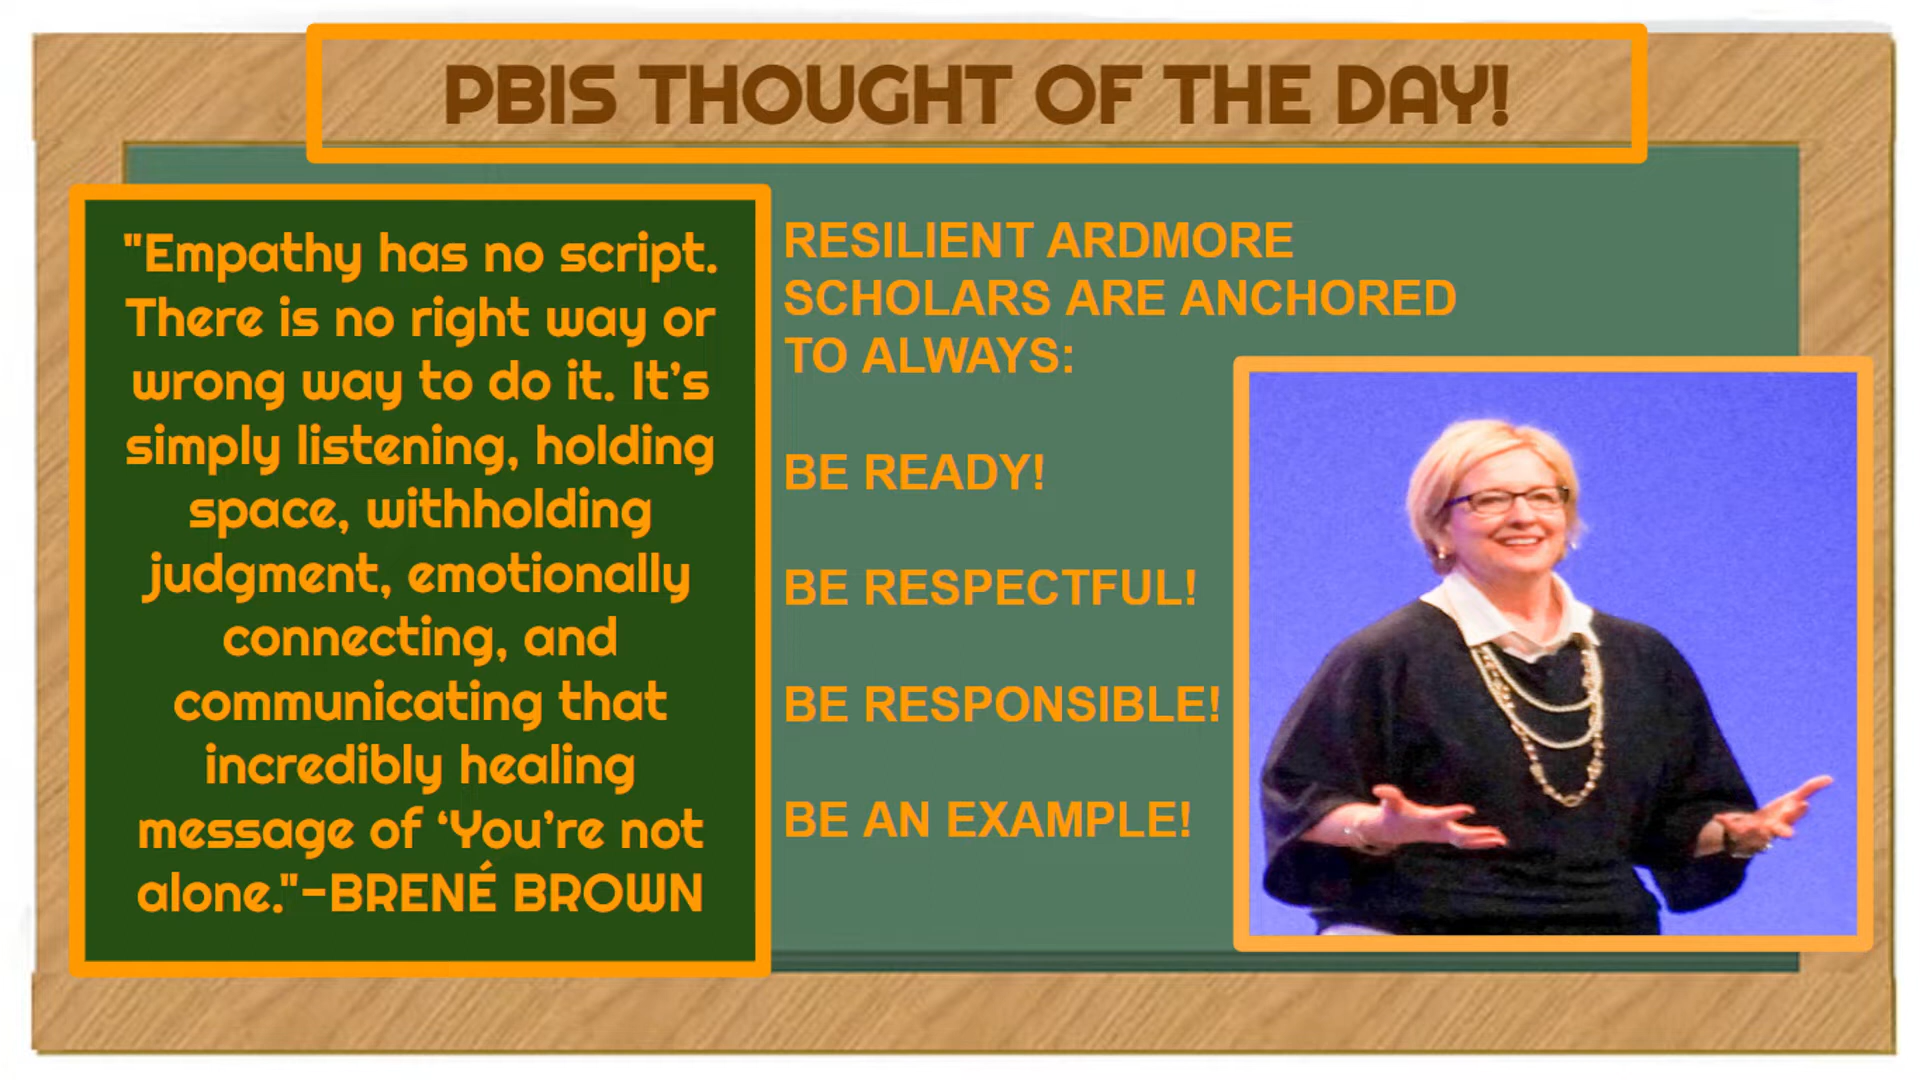 PBIS THOUGHT OF THE DAY!
"Empathy has no script.
There is no right way or
wrong way to do it. It’s
simply listening, holding
space, withholding
judgment, emotionally
connecting, and
communicating that
incredibly healing
message of ‘You’re not
alone."-BRENÉ BROWN
RESILIENT ARDMORE
SCHOLARS ARE ANCHORED
TO ALWAYS:
BE READY!
BE RESPECTFUL!
BE RESPONSIBLE!
BE AN EXAMPLE!